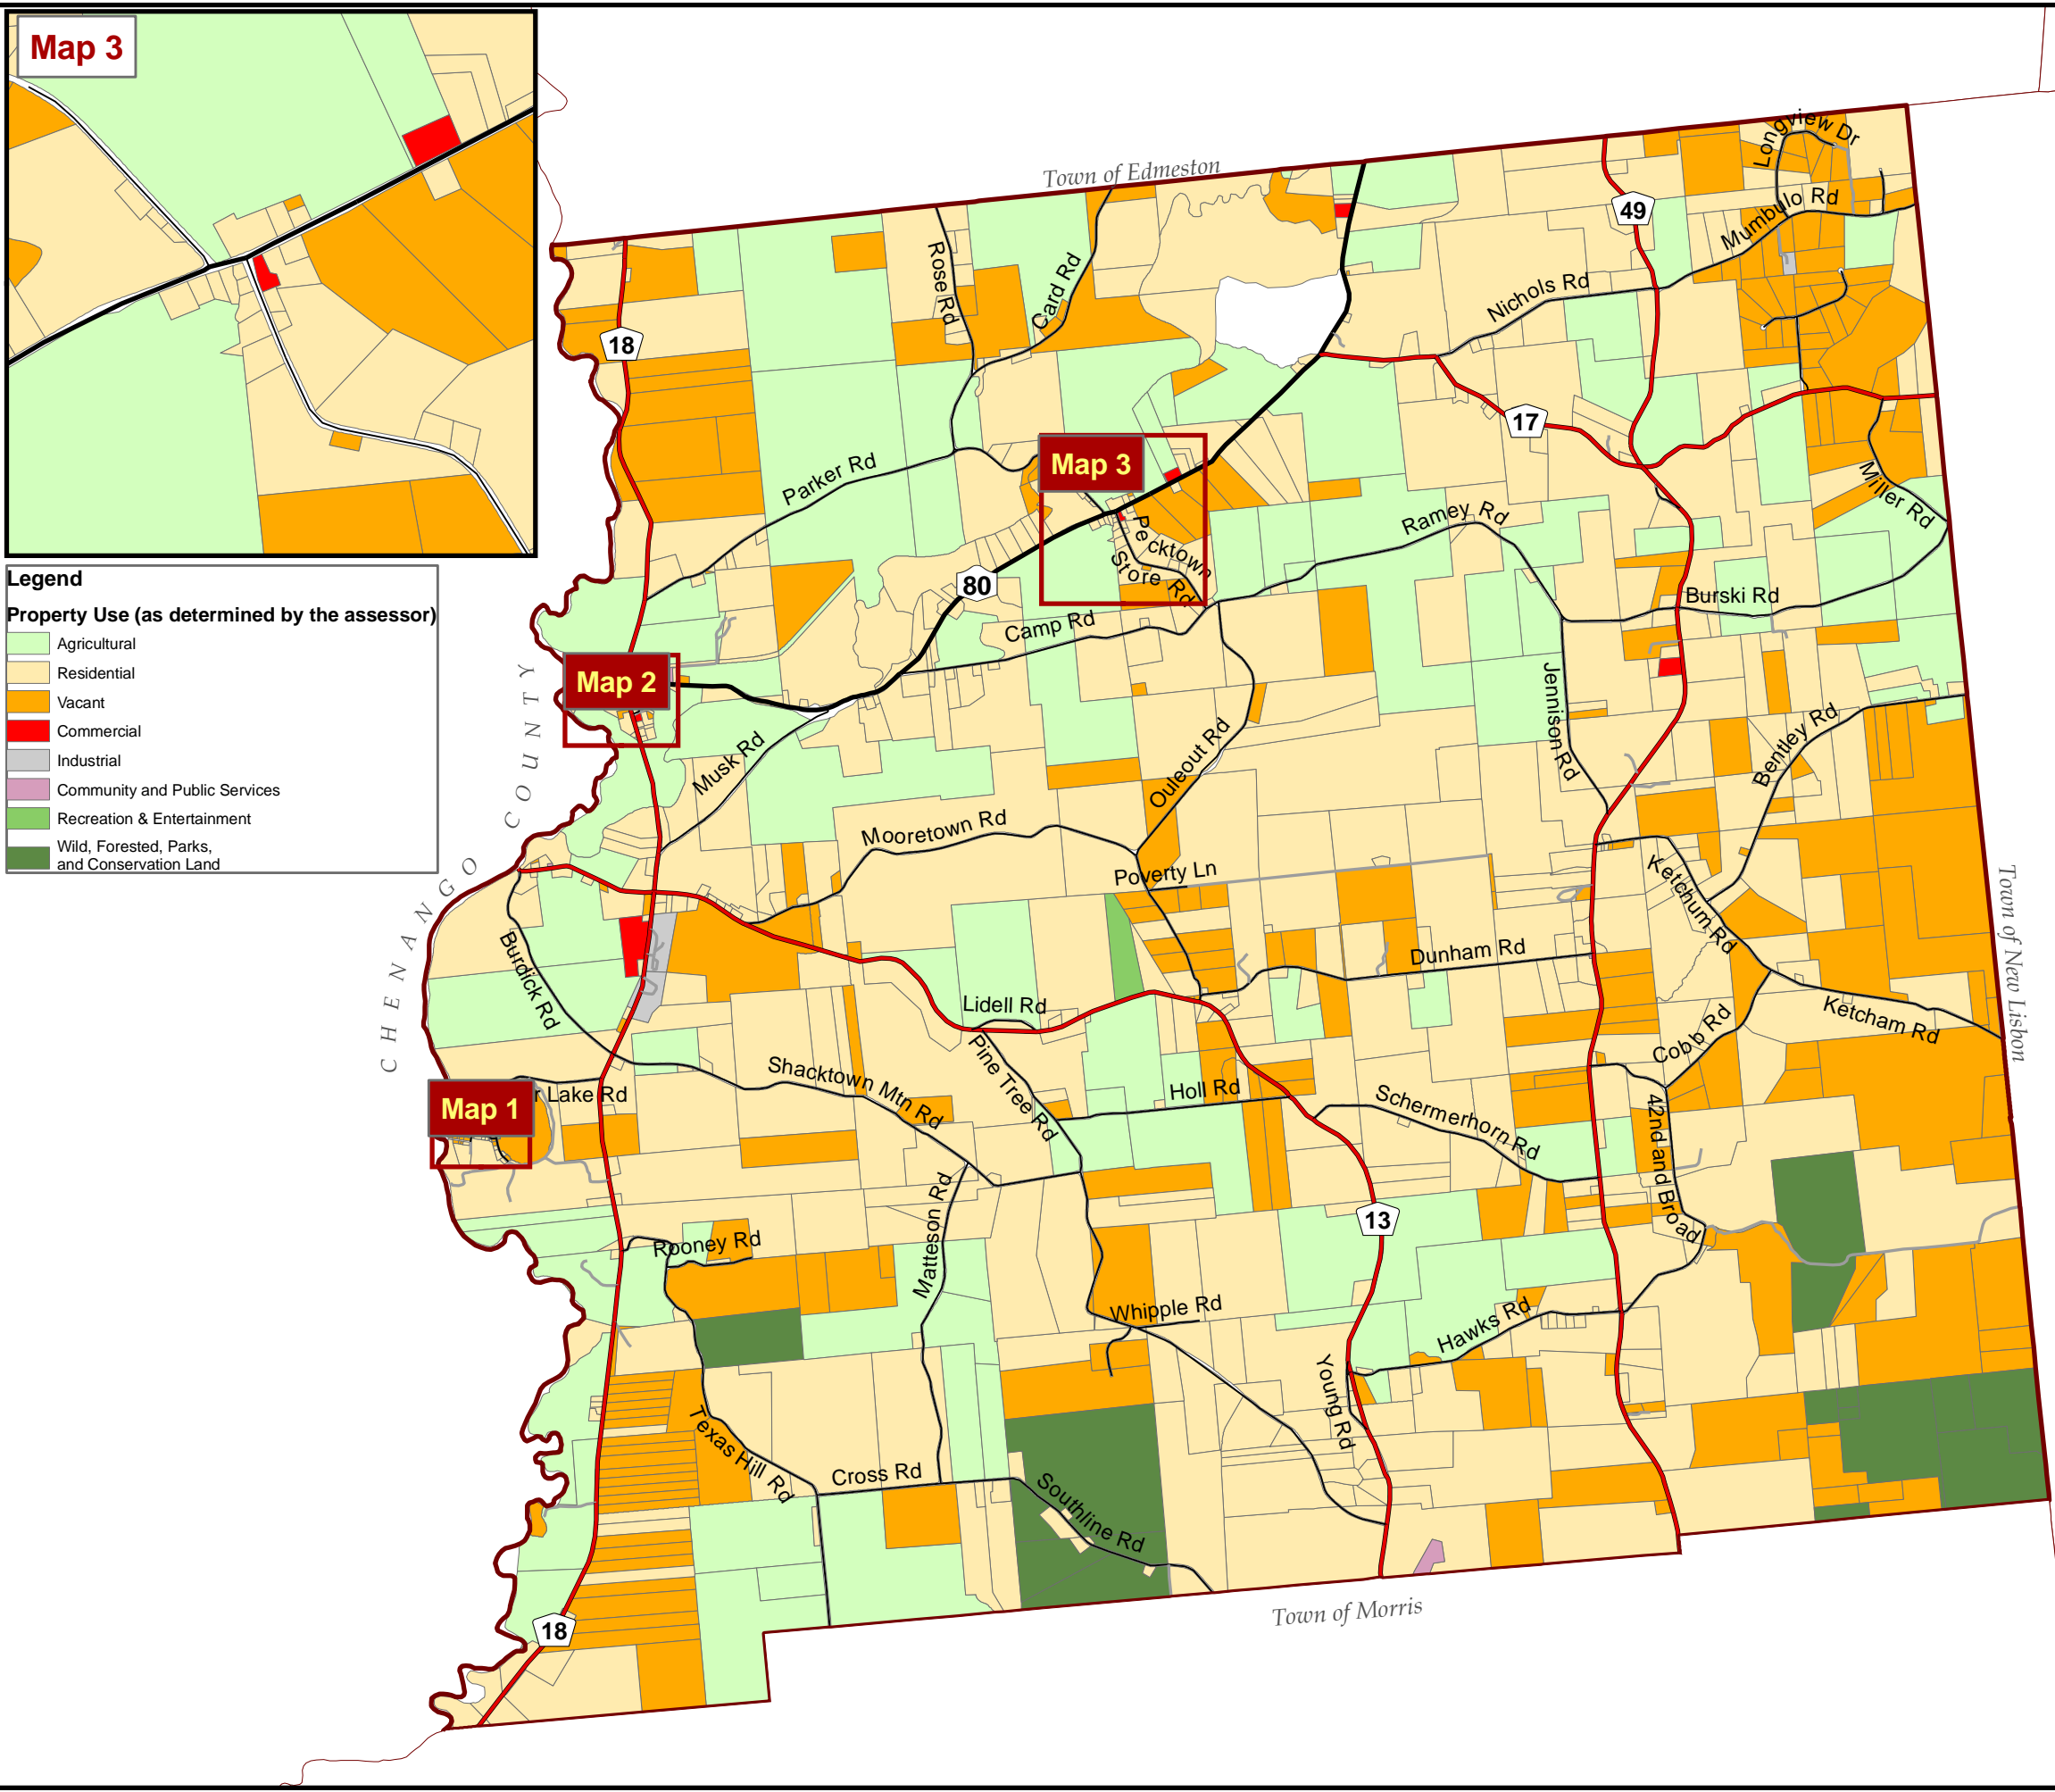 Map 3
Legend
Property Use (as determined by the assessor)
Agricultural
Residential
Vacant
Commercial
Industrial
Community and Public Services
Recreation & Entertainment
Wild, Forested, Parks,
and Conservation Land
Town of Edmeston
Longview Dr
49
Mumbulo Rd
Rose Rd
Card Rd
Nichols Rd
18
17
Map 3
Parker Rd
Miller Rd
Ramey Rd
Pecktown
Store Rd
80
Burski Rd
Camp Rd
Map 2
Jennison Rd
Bentley Rd
Ouleout Rd
Musk Rd
Mooretown Rd
CHENANGO COUNTY
Poverty Ln
Ketchum Rd
Town of New Lisbon
Burdick Rd
Dunham Rd
Lidell Rd
Ketcham Rd
Cobb Rd
Pine Tree Rd
Shacktown Mtn Rd
Map 1
r Lake Rd
Holl Rd
Schermerhorn Rd
42nd and Broad
Matteson Rd
13
Rooney Rd
Whipple Rd
Hawks Rd
Young Rd
Texas Hill Rd
Cross Rd
Southline Rd
18
Town of Morris